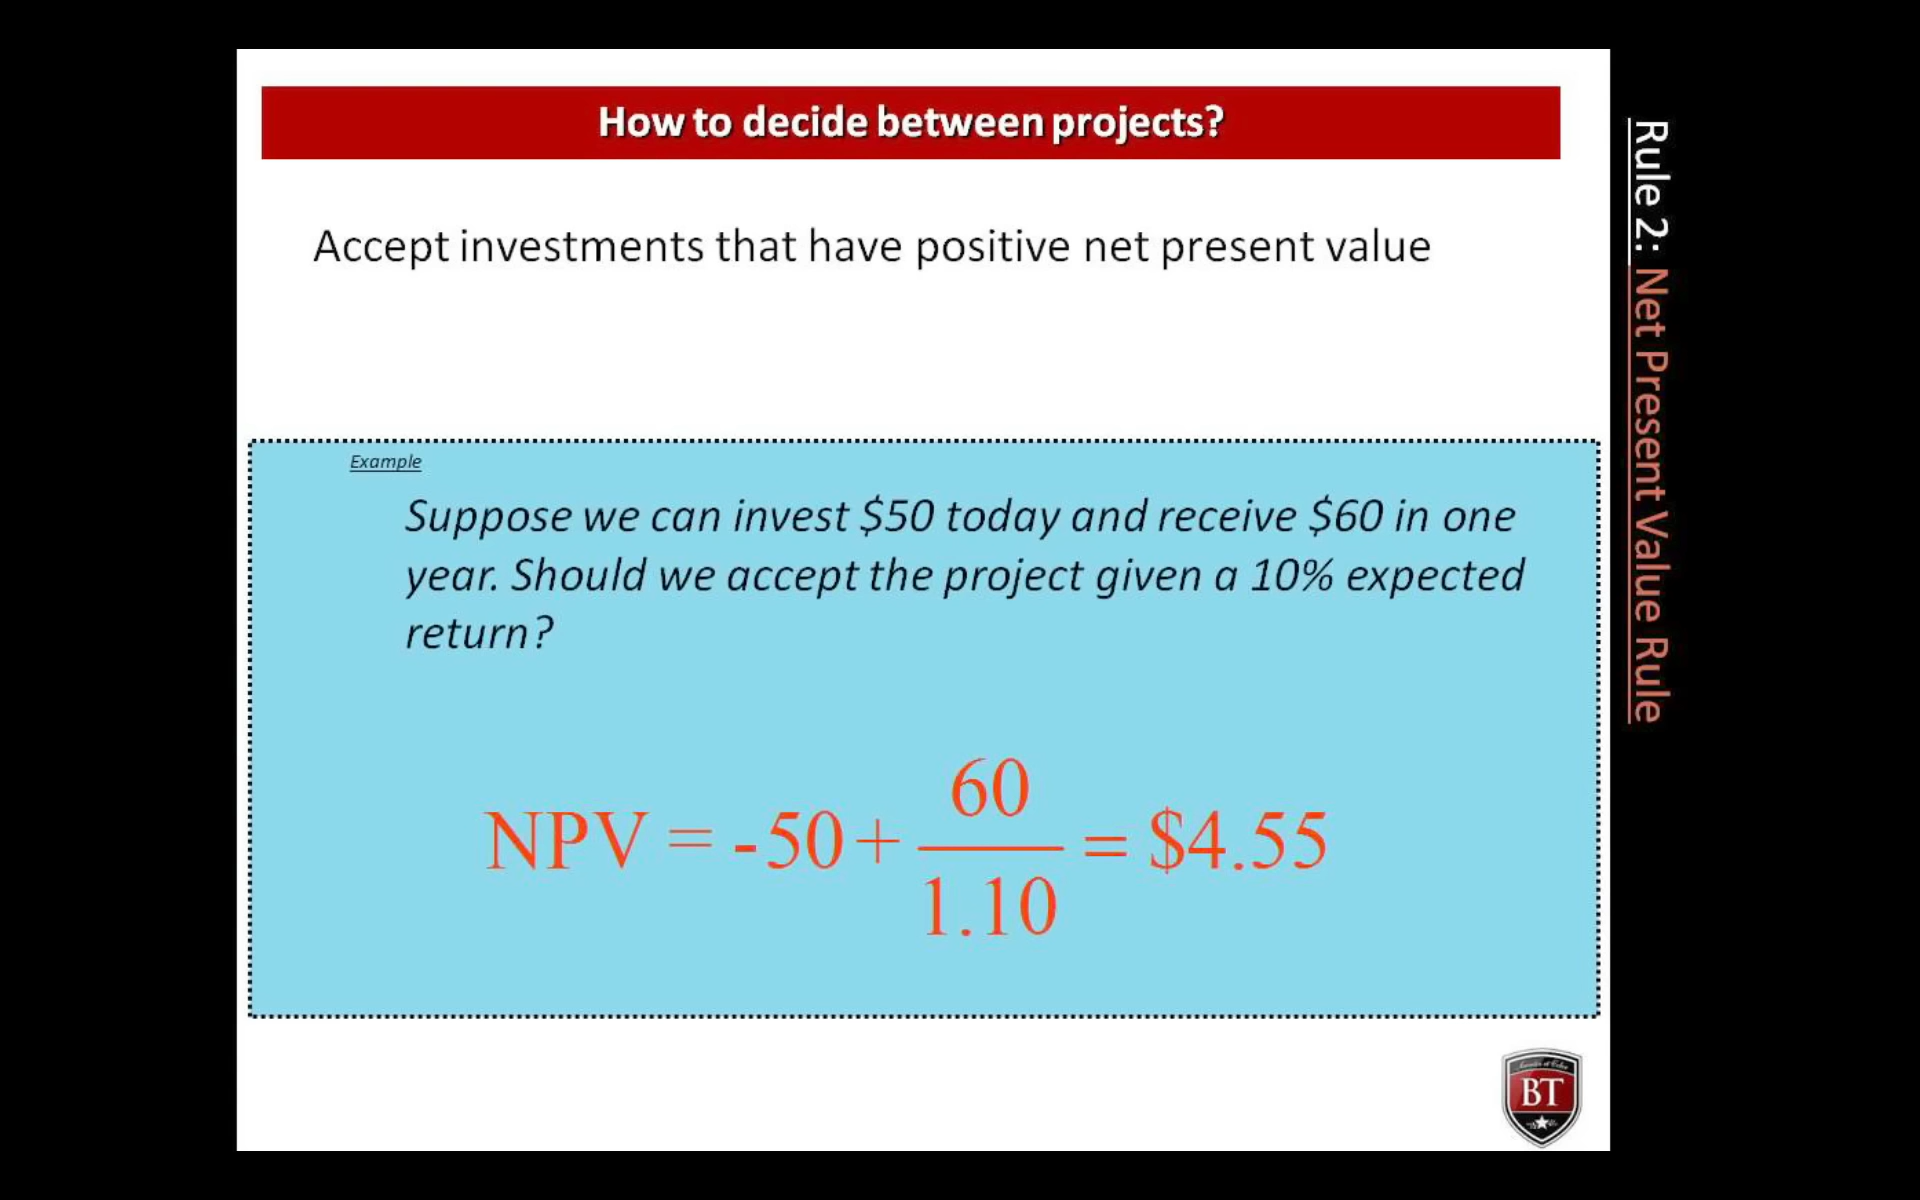 How to decide between projects?
Accept investments that have positive net present value
Example
Suppose we can invest $50 today and receive $60 in one
year. Should we accept the project given a 10% expected
return?
NPV = -50 + 60 / 1.10 = $4.55
Rule 2: Net Present Value Rule
BT